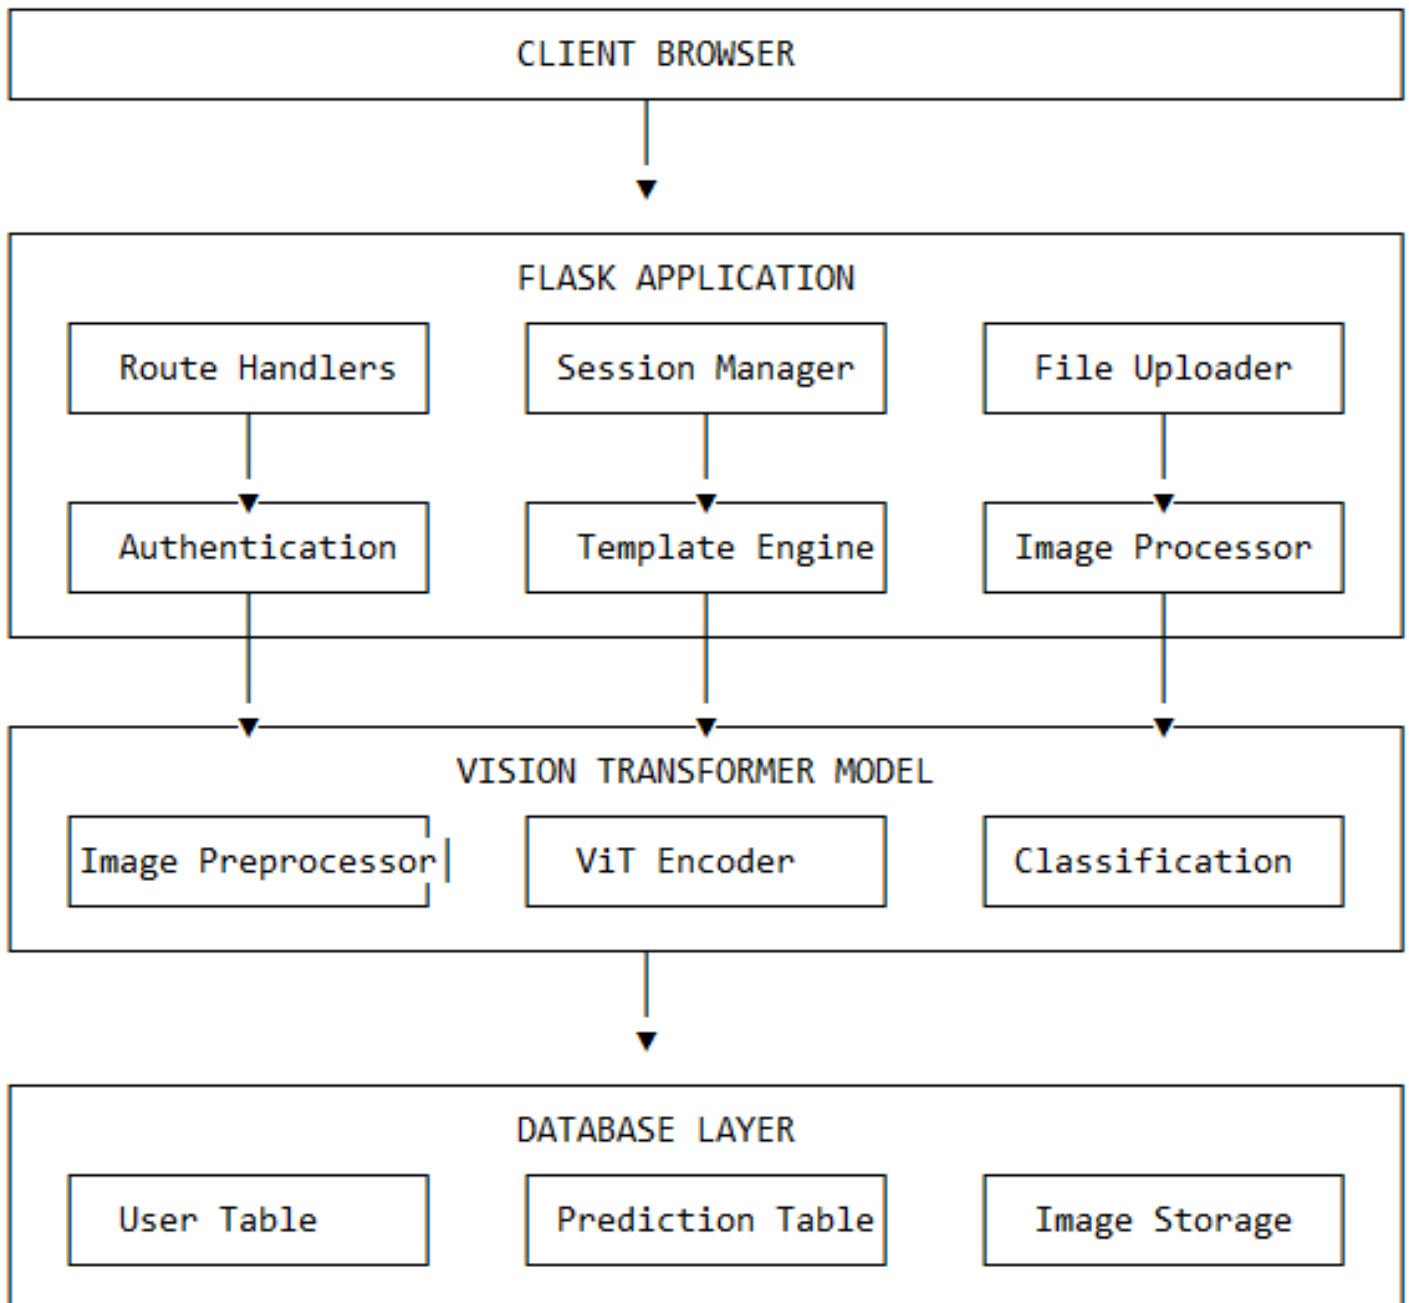 CLIENT BROWSER
FLASK APPLICATION
Route Handlers
Session Manager
File Uploader
Authentication
Template Engine
Image Processor
VISION TRANSFORMER MODEL
Image Preprocessor
ViT Encoder
Classification
DATABASE LAYER
User Table
Prediction Table
Image Storage